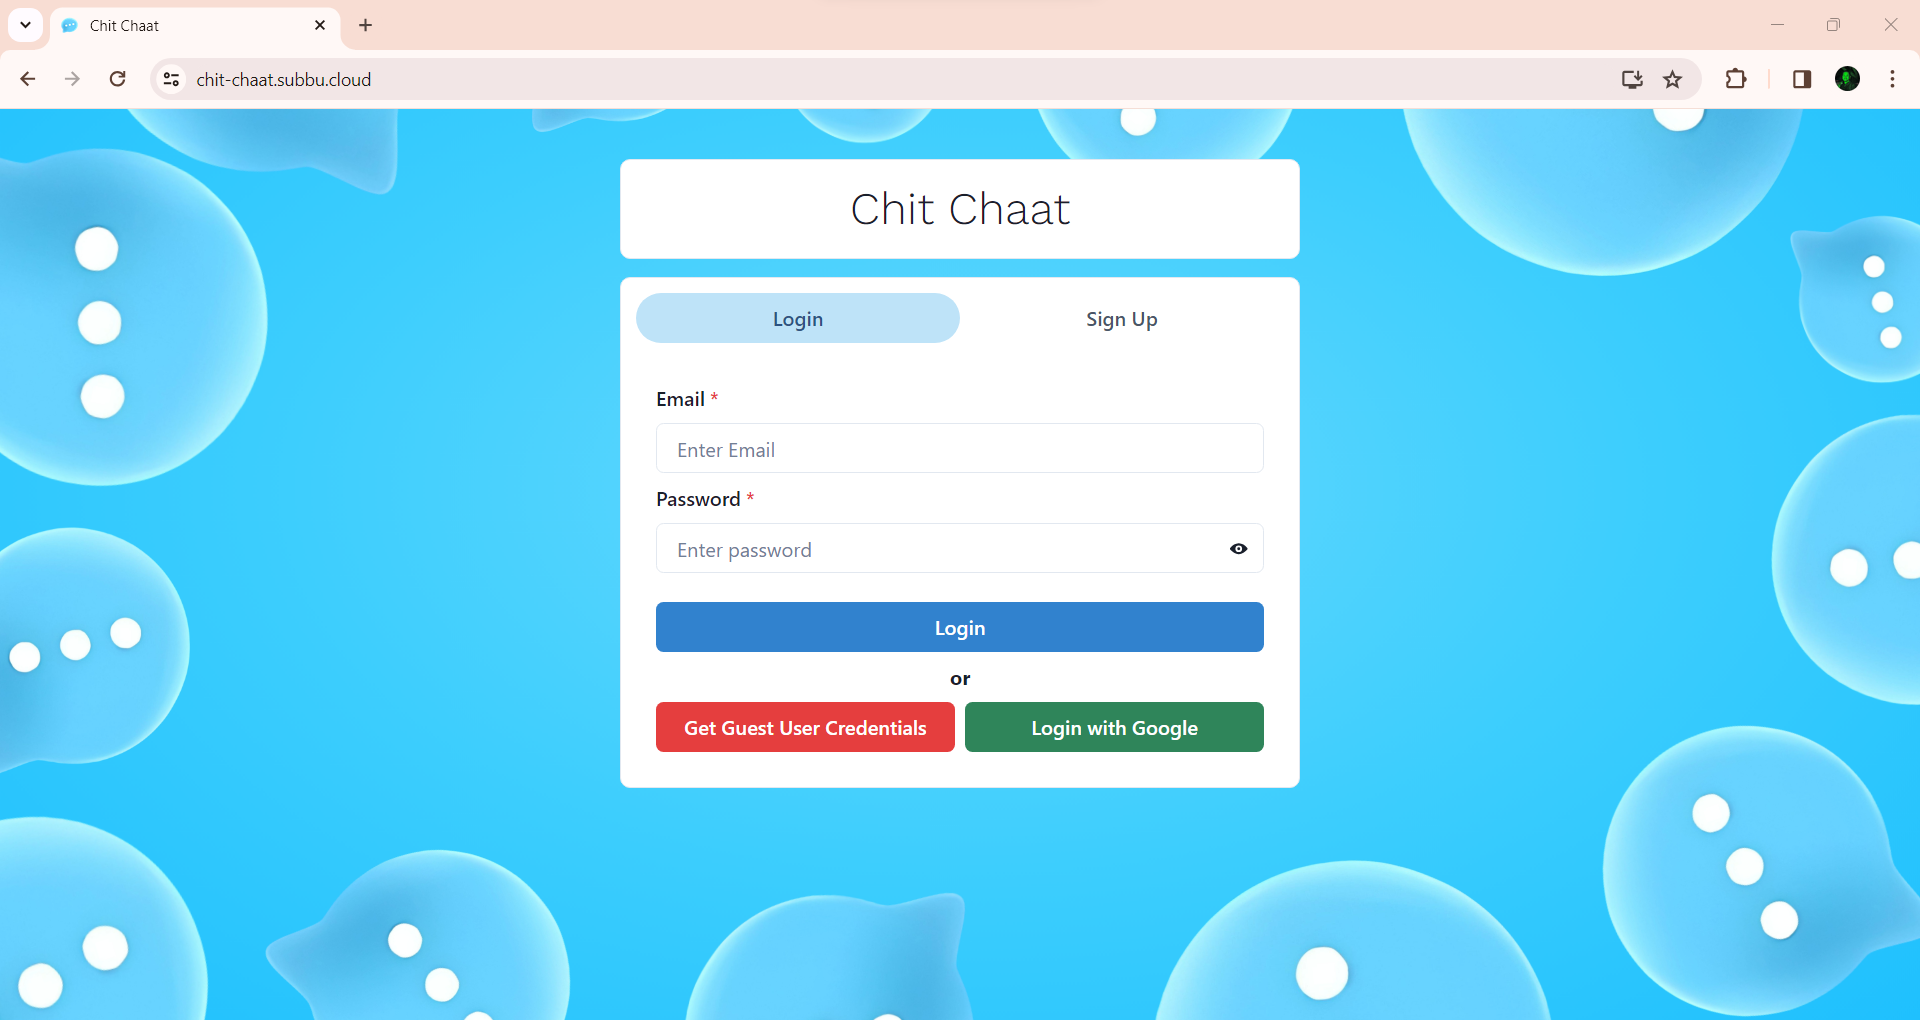 Chit Chaat
chit-chaat.subbu.cloud
Chit Chaat
Login
Sign Up
Email *
Enter Email
Password *
Enter password
Login
or
Get Guest User Credentials
Login with Google